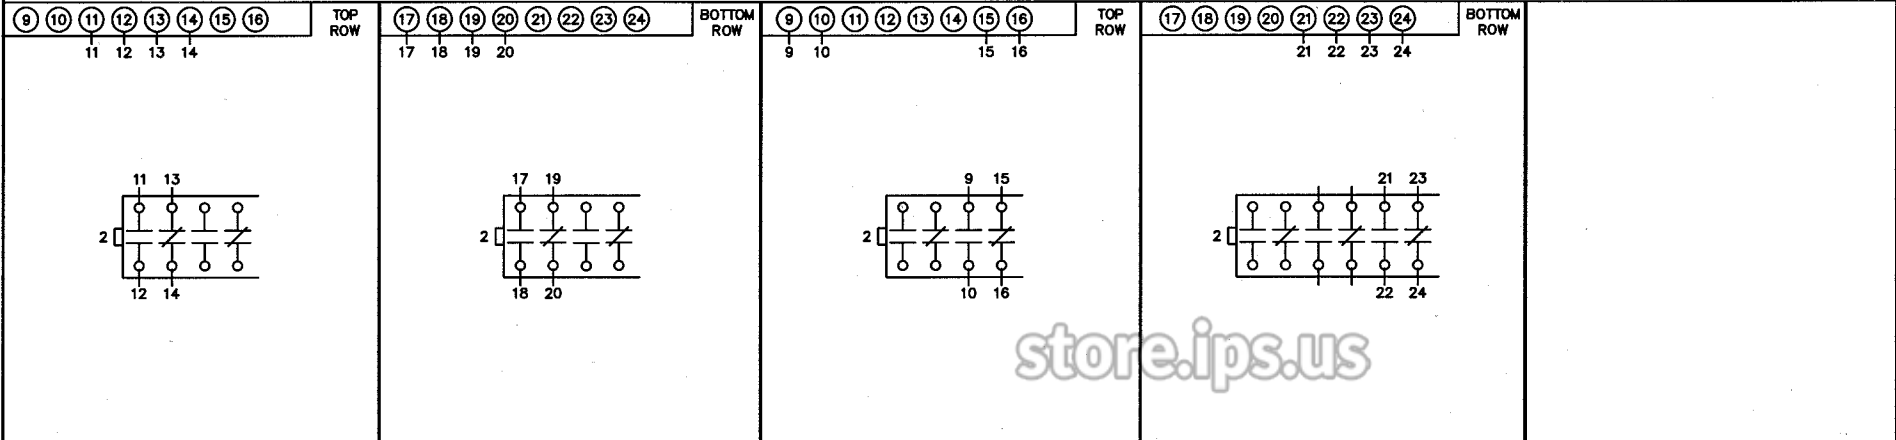 9 10 11 12 13 14 15 16 TOP ROW
11 12 13 14
11 13
2
12 14
17 18 19 20 21 22 23 24 BOTTOM ROW
17 18 19 20
17 19
2
18 20
9 10 11 12 13 14 15 16 TOP ROW
9 10 15 16
9 15
2
10 16
17 18 19 20 21 22 23 24 BOTTOM ROW
21 22 23 24
21 23
2
22 24
store.ips.us